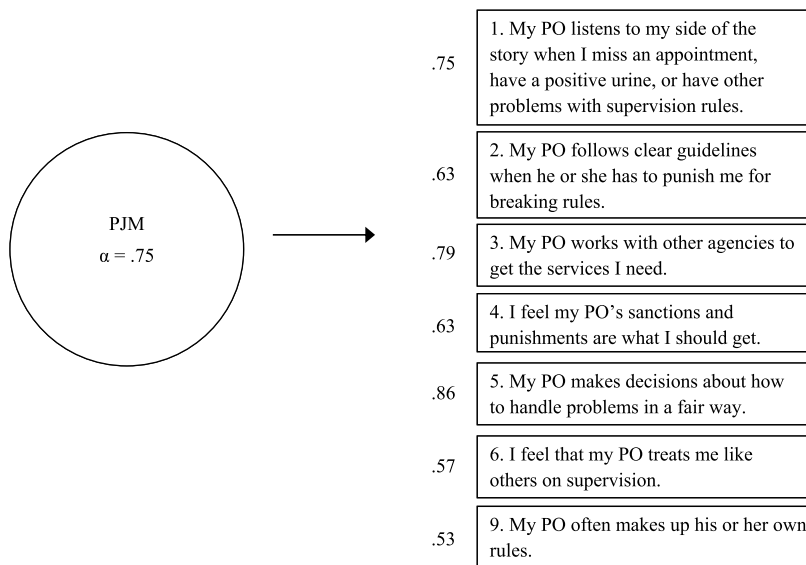 PJM
α = .75
.75
1. My PO listens to my side of the
story when I miss an appointment,
have a positive urine, or have other
problems with supervision rules.
.63
2. My PO follows clear guidelines
when he or she has to punish me for
breaking rules.
.79
3. My PO works with other agencies to
get the services I need.
.63
4. I feel my PO’s sanctions and
punishments are what I should get.
.86
5. My PO makes decisions about how
to handle problems in a fair way.
.57
6. I feel that my PO treats me like
others on supervision.
.53
9. My PO often makes up his or her own
rules.